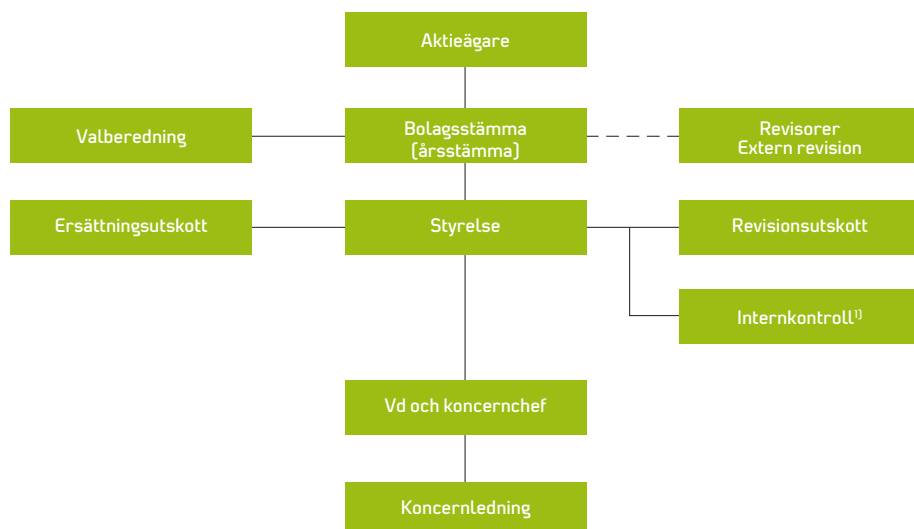 Aktieägare
Valberedning
Bolagsstämma
(årsstämma)
Revisorer
Extern revision
Ersättningsutskott
Styrelse
Revisionsutskott
Internkontroll¹⁾
Vd och koncernchef
Koncernledning